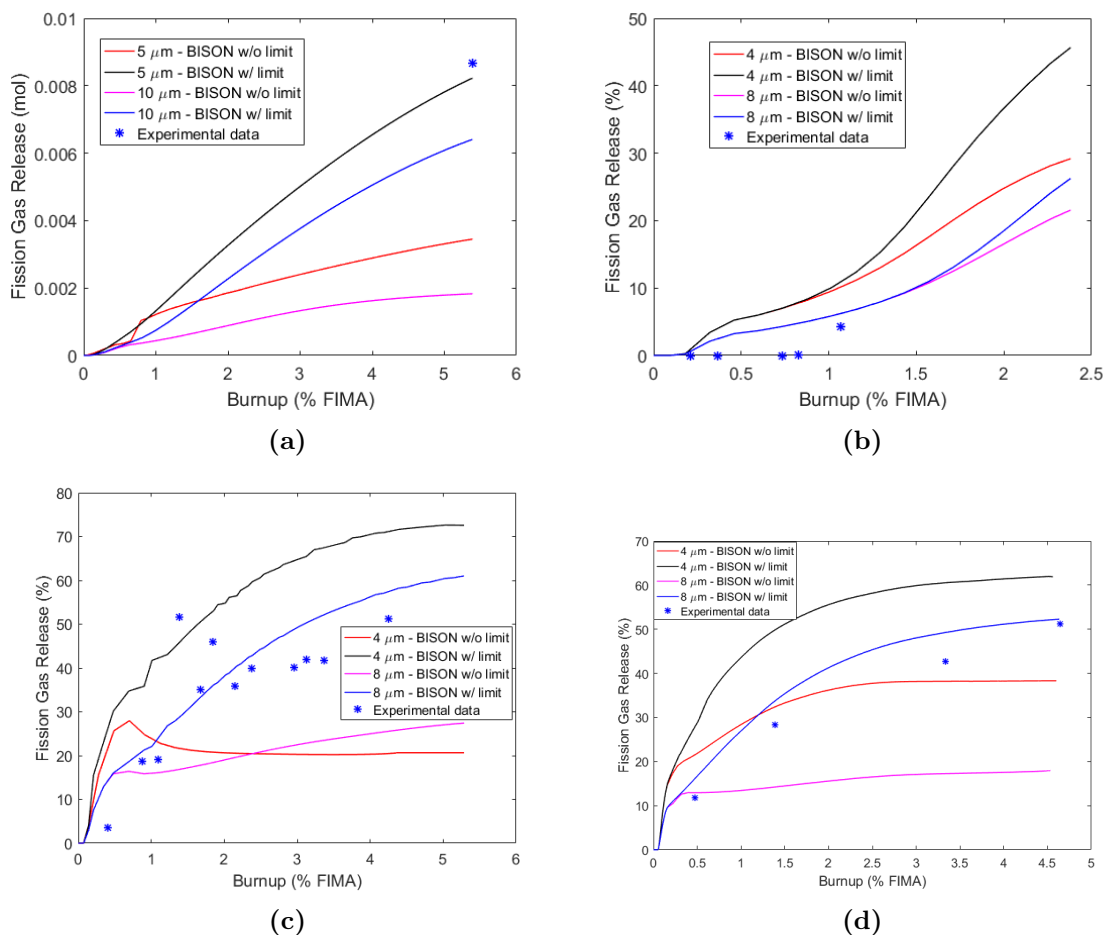 0.01
0.008
0.006
0.004
0.002
0
Fission Gas Release (mol)
5 μm - BISON w/o limit
5 μm - BISON w/ limit
10 μm - BISON w/o limit
10 μm - BISON w/ limit
Experimental data
0 1 2 3 4 5 6
Burnup (% FIMA)
(a)
50
40
30
20
10
0
Fission Gas Release (%)
4 μm - BISON w/o limit
4 μm - BISON w/ limit
8 μm - BISON w/o limit
8 μm - BISON w/ limit
Experimental data
0 0.5 1 1.5 2 2.5
Burnup (% FIMA)
(b)
80
70
60
50
40
30
20
10
0
Fission Gas Release (%)
4 μm - BISON w/o limit
4 μm - BISON w/ limit
8 μm - BISON w/o limit
8 μm - BISON w/ limit
Experimental data
0 1 2 3 4 5 6
Burnup (% FIMA)
(c)
70
60
50
40
30
20
10
0
Fission Gas Release (%)
4 μm - BISON w/o limit
4 μm - BISON w/ limit
8 μm - BISON w/o limit
8 μm - BISON w/ limit
Experimental data
0 0.5 1 1.5 2 2.5 3 3.5 4 4.5 5
Burnup (% FIMA)
(d)